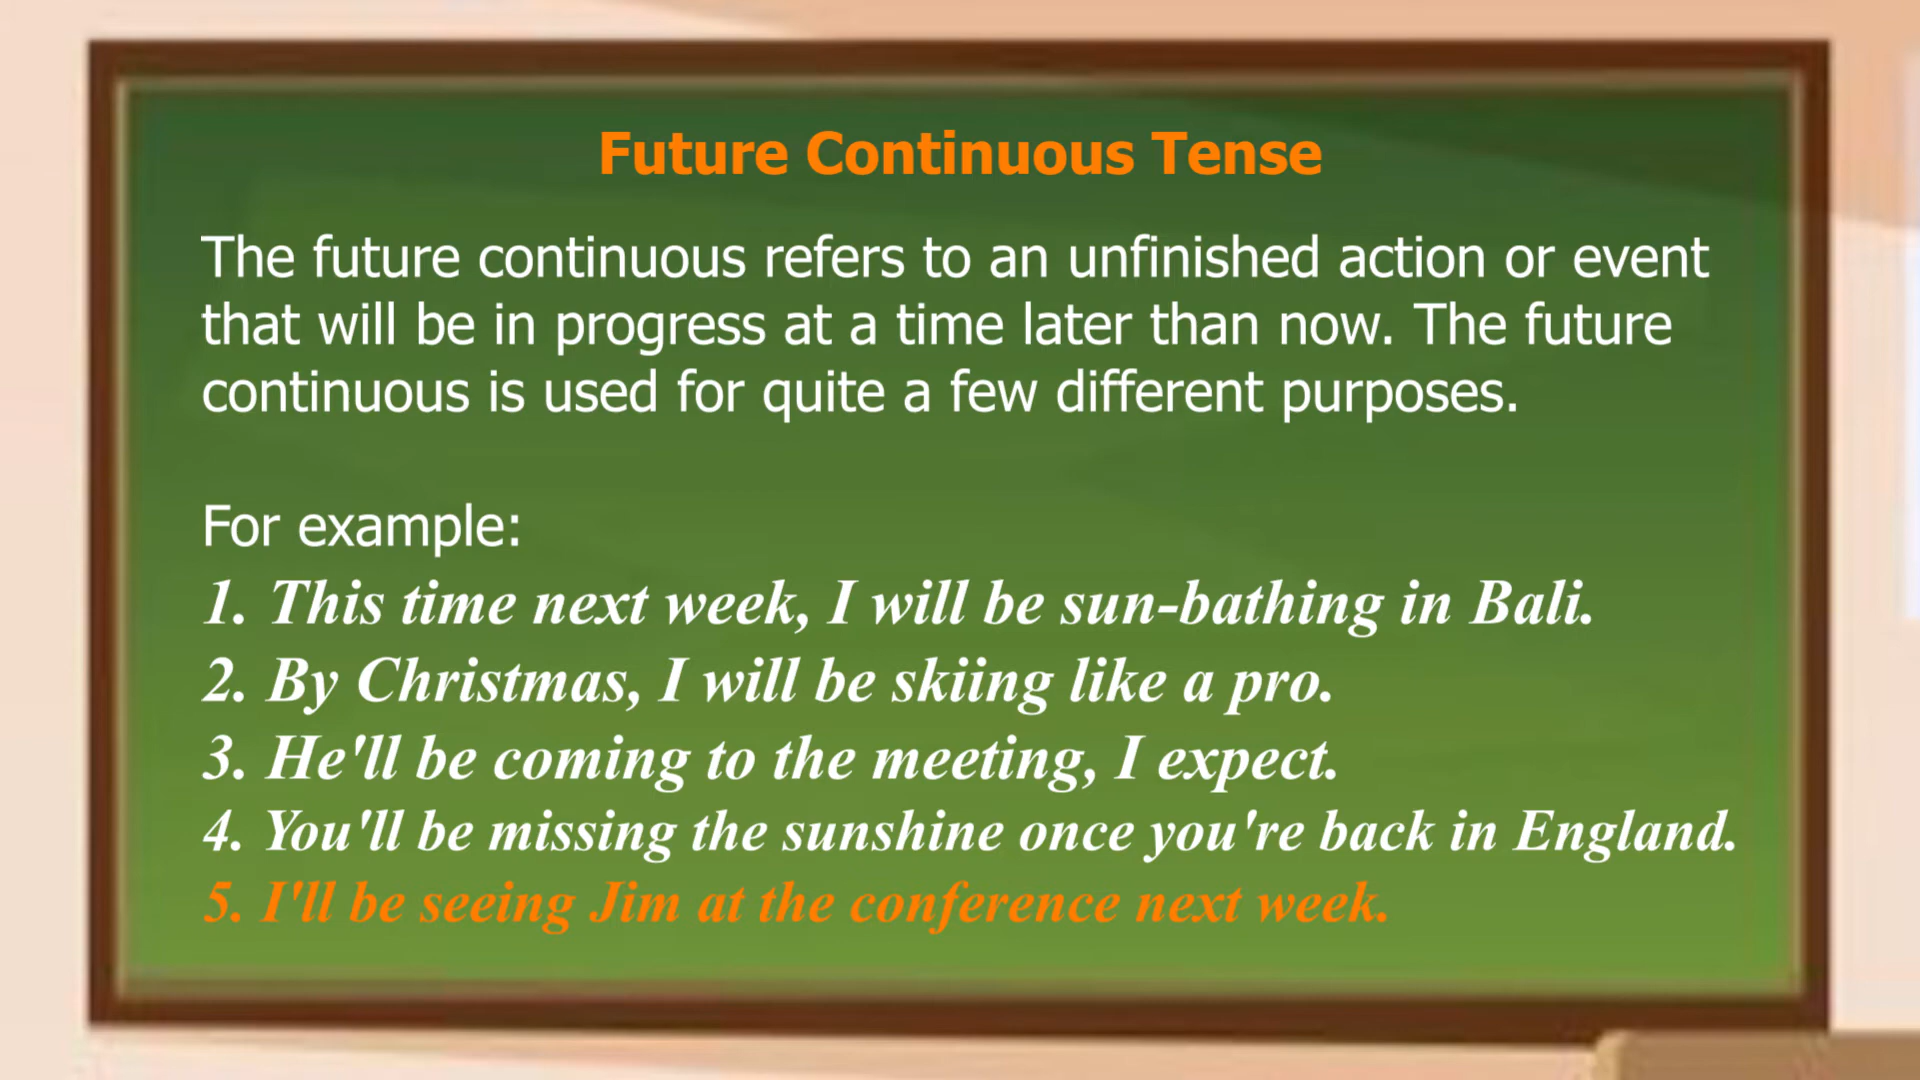 Future Continuous Tense
The future continuous refers to an unfinished action or event
that will be in progress at a time later than now. The future
continuous is used for quite a few different purposes.
For example:
1. This time next week, I will be sun-bathing in Bali.
2. By Christmas, I will be skiing like a pro.
3. He'll be coming to the meeting, I expect.
4. You'll be missing the sunshine once you're back in England.
5. I'll be seeing Jim at the conference next week.